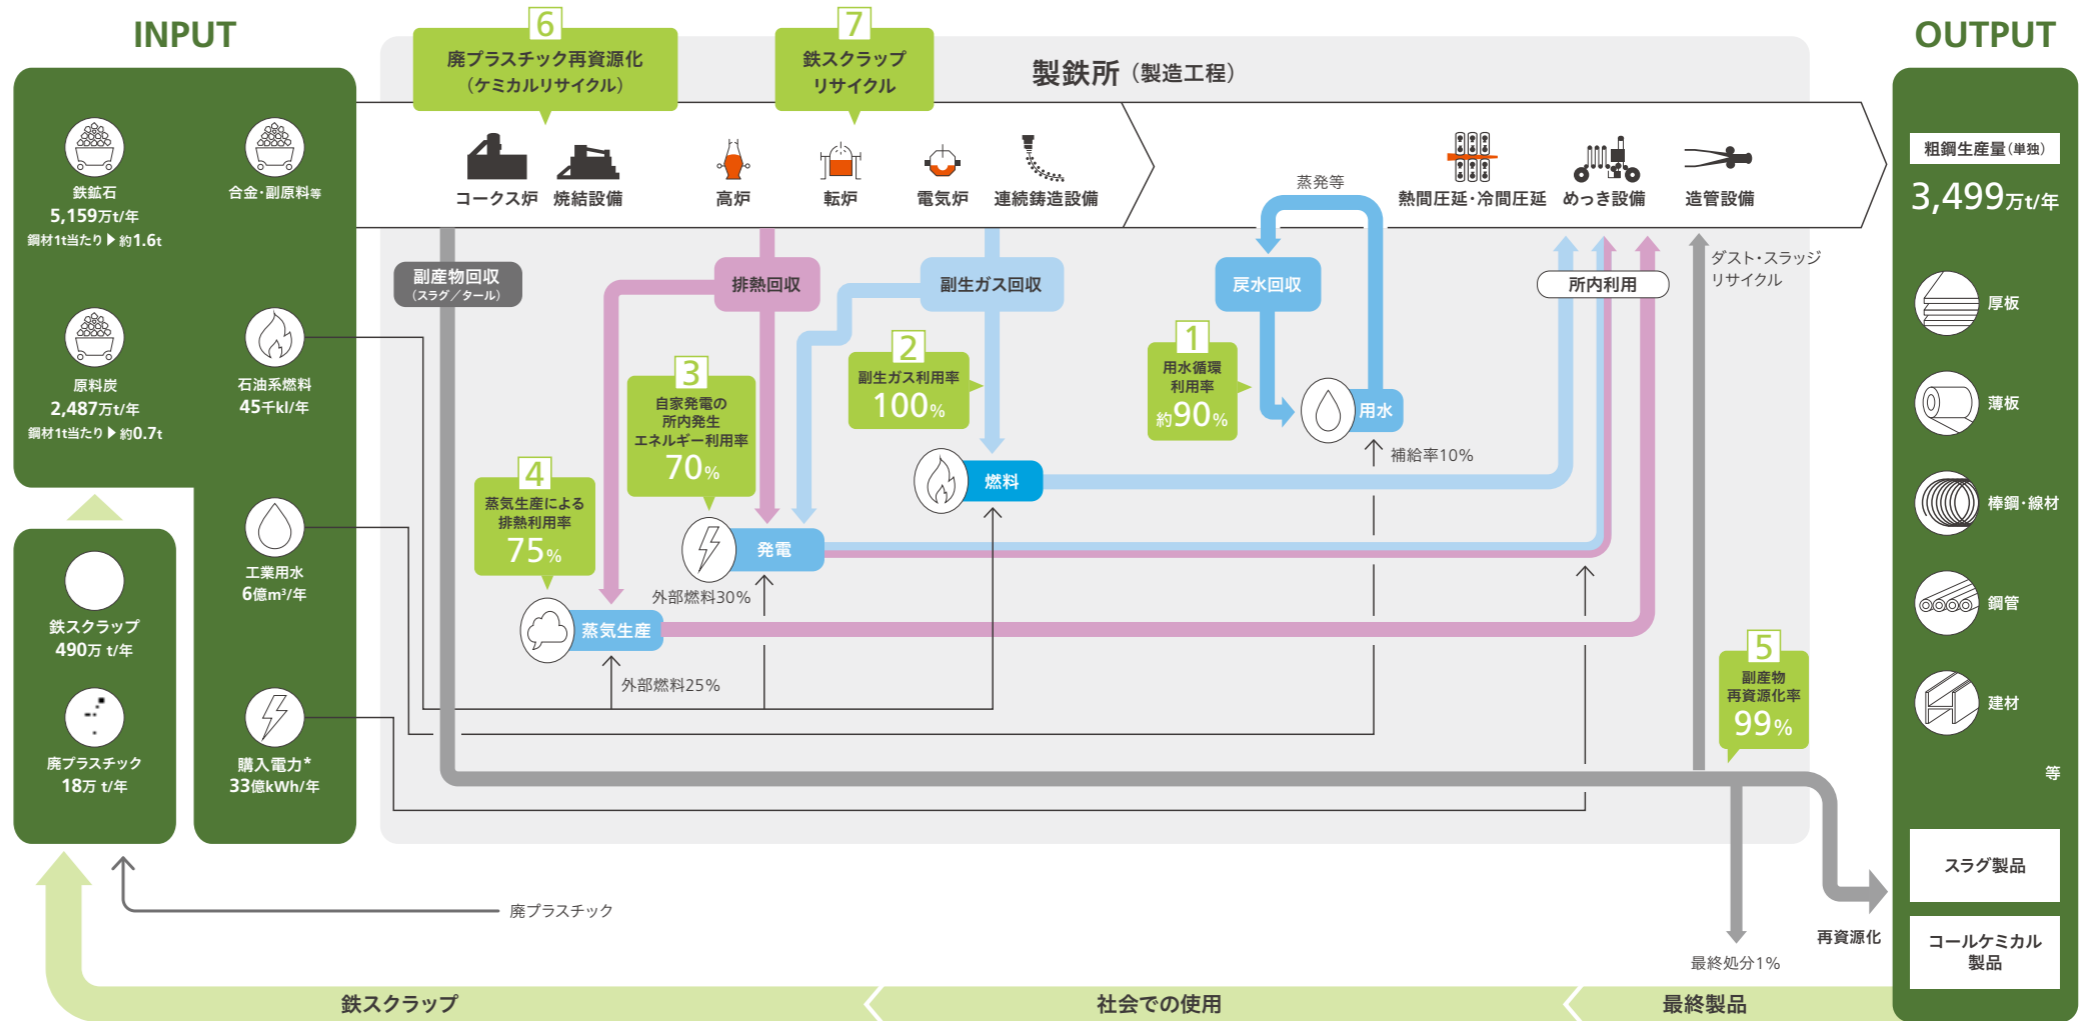 INPUT
鉄鉱石
5,159万t/年
鋼材1t当たり▶約1.6t
合金・副原料等
原料炭
2,487万t/年
鋼材1t当たり▶約0.7t
石油系燃料
45千kl/年
工業用水
6億m³/年
鉄スクラップ
490万 t/年
廃プラスチック
18万 t/年
購入電力*
33億kWh/年
6
廃プラスチック再資源化
(ケミカルリサイクル)
7
鉄スクラップ
リサイクル
製鉄所(製造工程)
コークス炉
焼結設備
高炉
転炉
電気炉
連続鋳造設備
蒸発等
熱間圧延・冷間圧延
めっき設備
造管設備
副産物回収
(スラグ/タール)
排熱回収
副生ガス回収
戻水回収
所内利用
ダスト・スラッジ
リサイクル
1
用水循環
利用率
約90%
2
副生ガス利用率
100%
3
自家発電の
所内発生
エネルギー利用率
70%
4
蒸気生産による
排熱利用率
75%
用水
補給率10%
燃料
発電
外部燃料30%
蒸気生産
外部燃料25%
5
副産物
再資源化率
99%
廃プラスチック
最終処分1%
再資源化
鉄スクラップ
社会での使用
最終製品
OUTPUT
粗鋼生産量(単独)
3,499万t/年
厚板
薄板
棒鋼・線材
鋼管
建材
等
スラグ製品
コールケミカル
製品